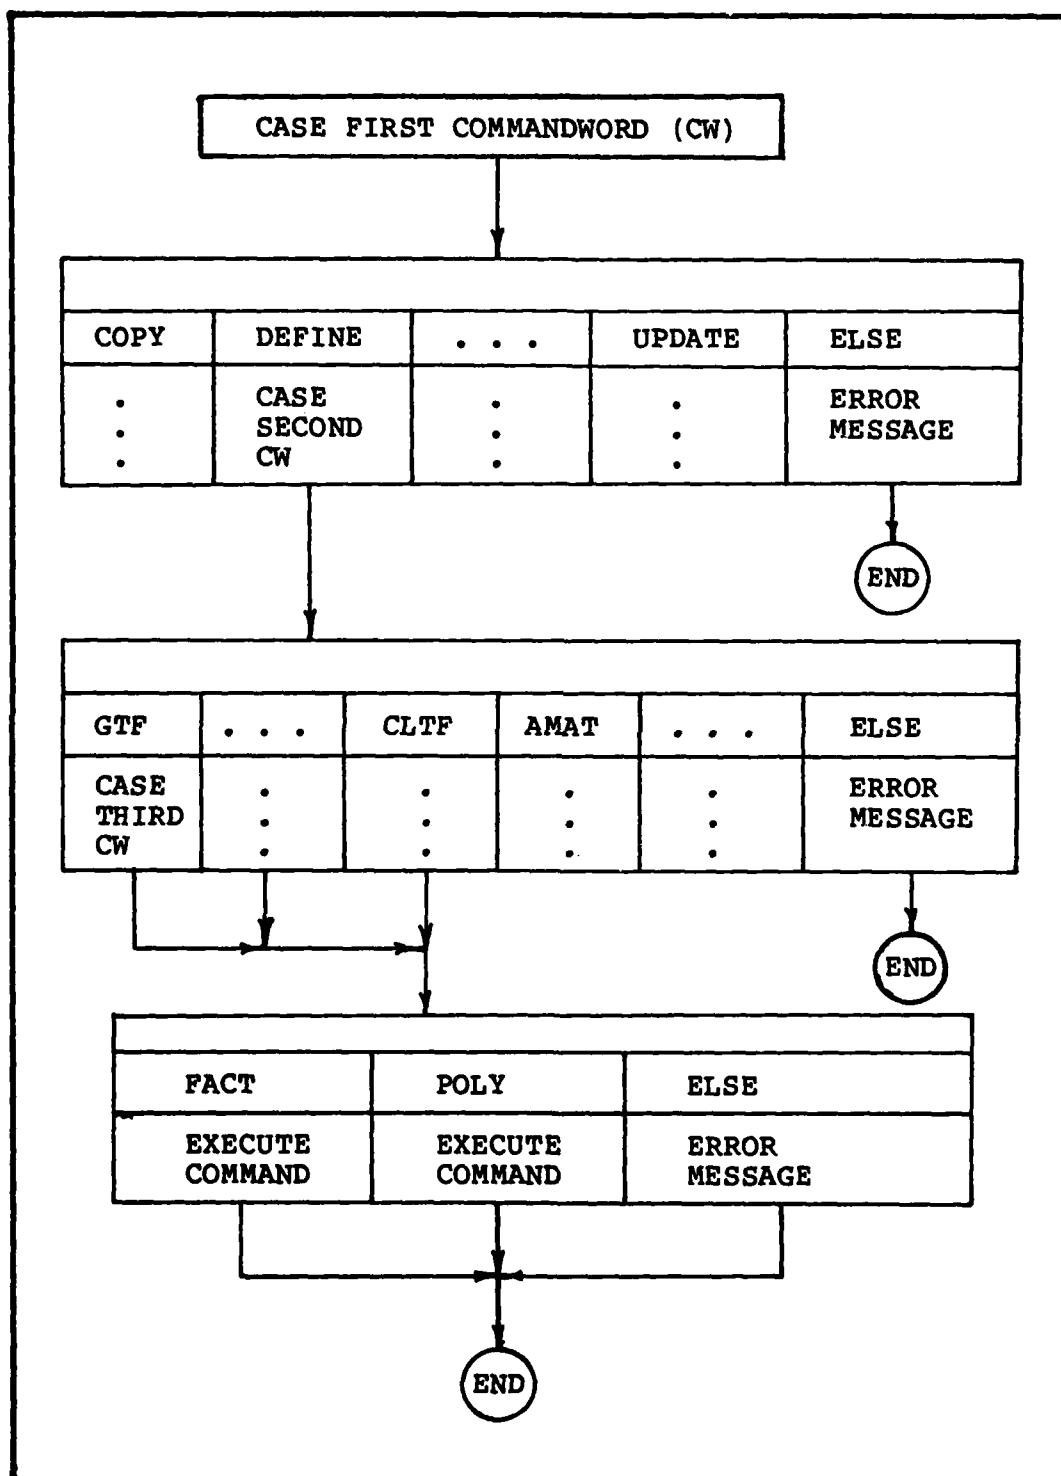 CASE FIRST COMMANDWORD (CW)
COPY DEFINE . . . UPDATE ELSE
. CASE . . ERROR
. SECOND . . MESSAGE
. CW . .
END
GTF . . . CLTF AMAT . . . ELSE
CASE . . . . ERROR
THIRD . . . . MESSAGE
CW . . . .
END
FACT POLY ELSE
EXECUTE EXECUTE ERROR
COMMAND COMMAND MESSAGE
END